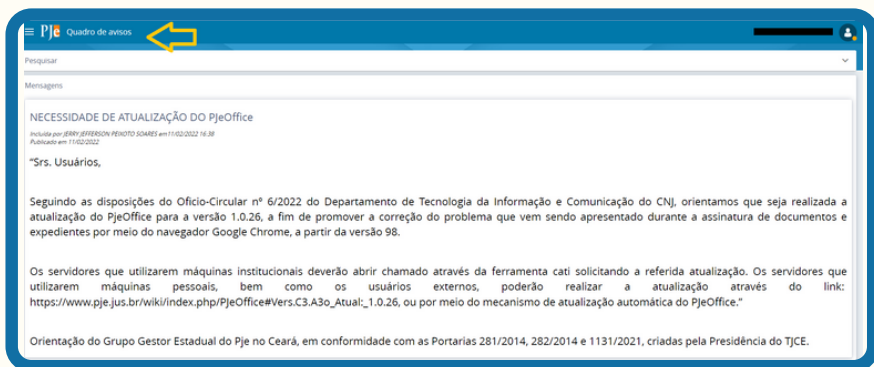 PJe Quadro de avisos
Pesquisar
Mensagens
NECESSIDADE DE ATUALIZAÇÃO DO PJeOffice
Incluída por JERRY JEFFERSON PEIXOTO SOARES em11/02/2022 16:38
Publicado em 11/02/2022
"Srs. Usuários,
Seguindo as disposições do Oficio-Circular nº 6/2022 do Departamento de Tecnologia da Informação e Comunicação do CNJ, orientamos que seja realizada a
atualização do PjeOffice para a versão 1.0.26, a fim de promover a correção do problema que vem sendo apresentado durante a assinatura de documentos e
expedientes por meio do navegador Google Chrome, a partir da versão 98.
Os servidores que utilizarem máquinas institucionais deverão abrir chamado através da ferramenta cati solicitando a referida atualização. Os servidores que
utilizarem máquinas pessoais, bem como os usuários externos, poderão realizar a atualização através do link:
https://www.pje.jus.br/wiki/index.php/PJeOffice#Vers.C3.A3o_Atual:_1.0.26, ou por meio do mecanismo de atualização automática do PJeOffice."
Orientação do Grupo Gestor Estadual do Pje no Ceará, em conformidade com as Portarias 281/2014, 282/2014 e 1131/2021, criadas pela Presidência do TJCE.